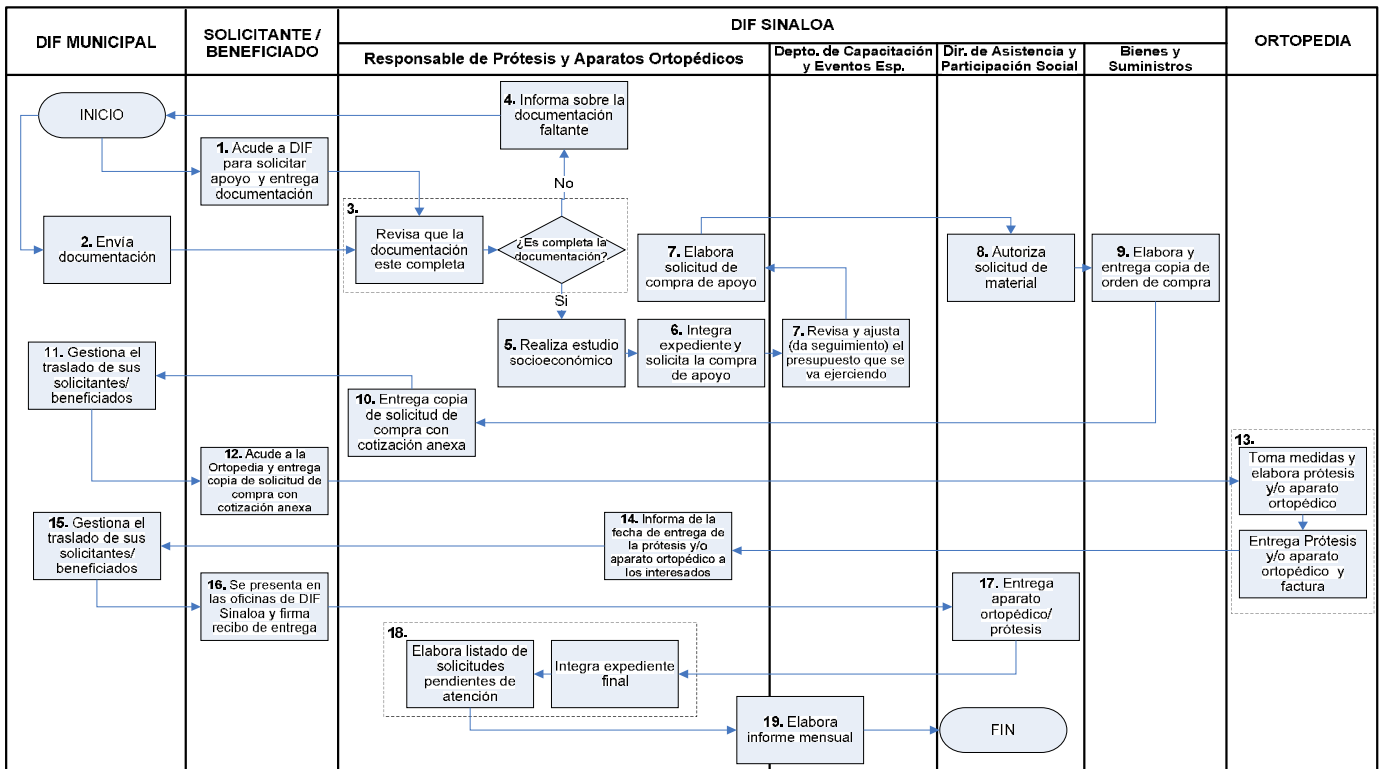 DIF MUNICIPAL
SOLICITANTE /
BENEFICIADO
DIF SINALOA
Responsable de Prótesis y Aparatos Ortopédicos
Depto. de Capacitación
y Eventos Esp.
Dir. de Asistencia y
Participación Social
Bienes y
Suministros
ORTOPEDIA
INICIO
1. Acude a DIF
para solicitar
apoyo y entrega
documentación
2. Envía
documentación
3.
Revisa que la
documentación
este completa
¿Es completa la
documentación?
No
4. Informa sobre la
documentación
faltante
Si
5. Realiza estudio
socioeconómico
6. Integra
expediente y
solicita la compra
de apoyo
7. Revisa y ajusta
(da seguimiento) el
presupuesto que se
va ejerciendo
7. Elabora
solicitud de
compra de apoyo
8. Autoriza
solicitud de
material
9. Elabora y
entrega copia de
orden de compra
10. Entrega copia
de solicitud de
compra con
cotización anexa
11. Gestiona el
traslado de sus
solicitantes/
beneficiados
12. Acude a la
Ortopedia y entrega
copia de solicitud de
compra con
cotización anexa
13.
Toma medidas y
elabora prótesis
y/o aparato
ortopédico
Entrega Prótesis
y/o aparato
ortopédico y
factura
14. Informa de la
fecha de entrega de
la prótesis y/o
aparato ortopédico a
los interesados
15. Gestiona el
traslado de sus
solicitantes/
beneficiados
16. Se presenta en
las oficinas de DIF
Sinaloa y firma
recibo de entrega
17. Entrega
aparato
ortopédico/
prótesis
18.
Integra expediente
final
Elabora listado de
solicitudes
pendientes de
atención
19. Elabora
informe mensual
FIN